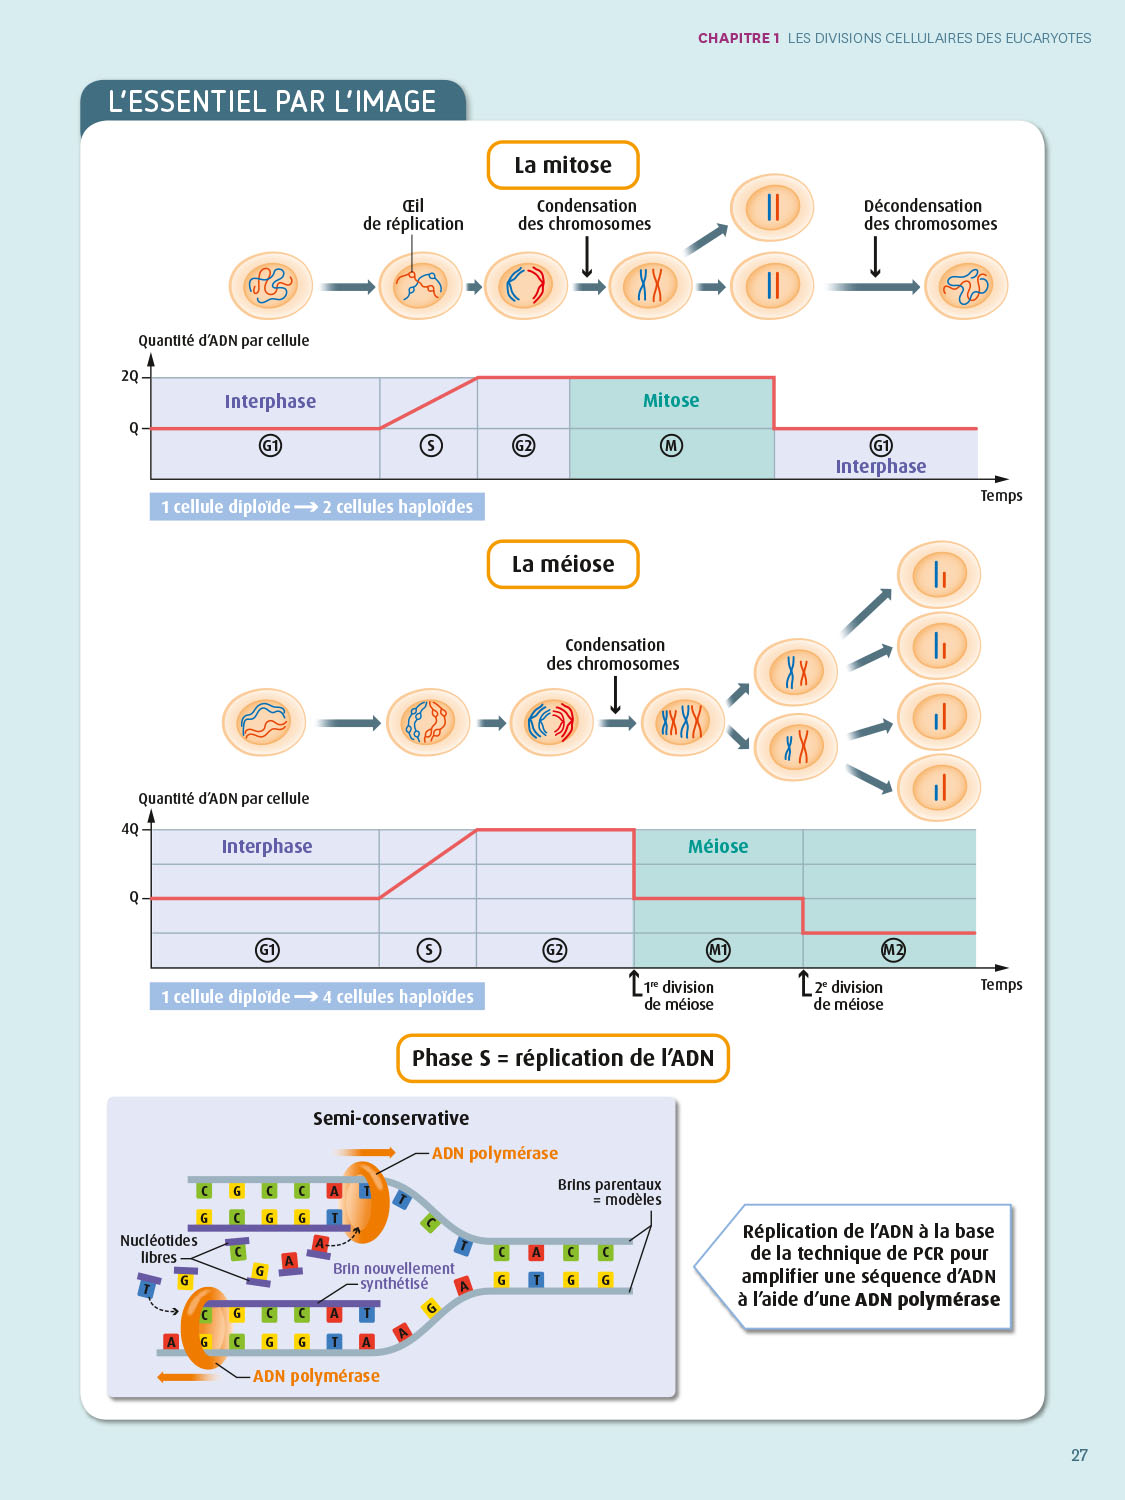 CHAPITRE 1 LES DIVISIONS CELLULAIRES DES EUCARYOTES
L'ESSENTIEL PAR L'IMAGE
La mitose
Œil
de réplication
Condensation
des chromosomes
Décondensation
des chromosomes
Quantité d'ADN par cellule
2Q
Q
Interphase
Mitose
G1
S
G2
M
G1
Interphase
Temps
1 cellule diploïde → 2 cellules haploïdes
La méiose
Condensation
des chromosomes
Quantité d'ADN par cellule
4Q
Q
Interphase
Méiose
G1
S
G2
M1
M2
1re division
de méiose
2e division
de méiose
Temps
1 cellule diploïde → 4 cellules haploïdes
Phase S = réplication de l'ADN
Semi-conservative
ADN polymérase
Brins parentaux
= modèles
C G C C A T T C T C A C C
G C G G T
Nucléotides
libres
C G A A
T G
Brin nouvellement
synthétisé
C G C C A T
A G C G G T A A G A G T G G
ADN polymérase
Réplication de l'ADN à la base
de la technique de PCR pour
amplifier une séquence d'ADN
à l'aide d'une ADN polymérase
27